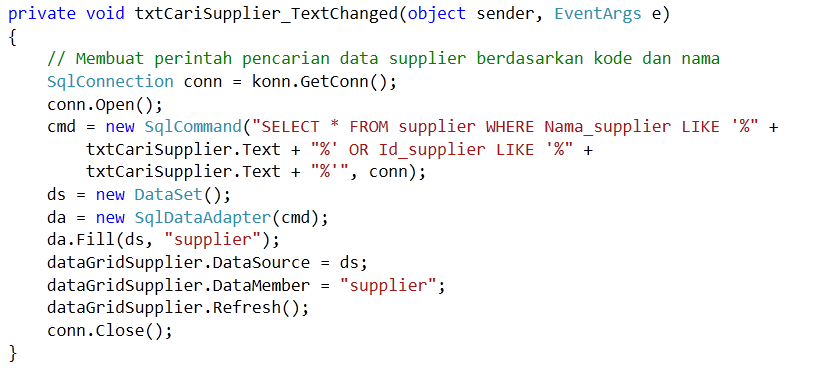 private void txtCariSupplier_TextChanged(object sender, EventArgs e)
{
    // Membuat perintah pencarian data supplier berdasarkan kode dan nama
    SqlConnection conn = konn.GetConn();
    conn.Open();
    cmd = new SqlCommand("SELECT * FROM supplier WHERE Nama_supplier LIKE '%" +
        txtCariSupplier.Text + "%' OR Id_supplier LIKE '%" +
        txtCariSupplier.Text + "%'", conn);
    ds = new DataSet();
    da = new SqlDataAdapter(cmd);
    da.Fill(ds, "supplier");
    dataGridSupplier.DataSource = ds;
    dataGridSupplier.DataMember = "supplier";
    dataGridSupplier.Refresh();
    conn.Close();
}